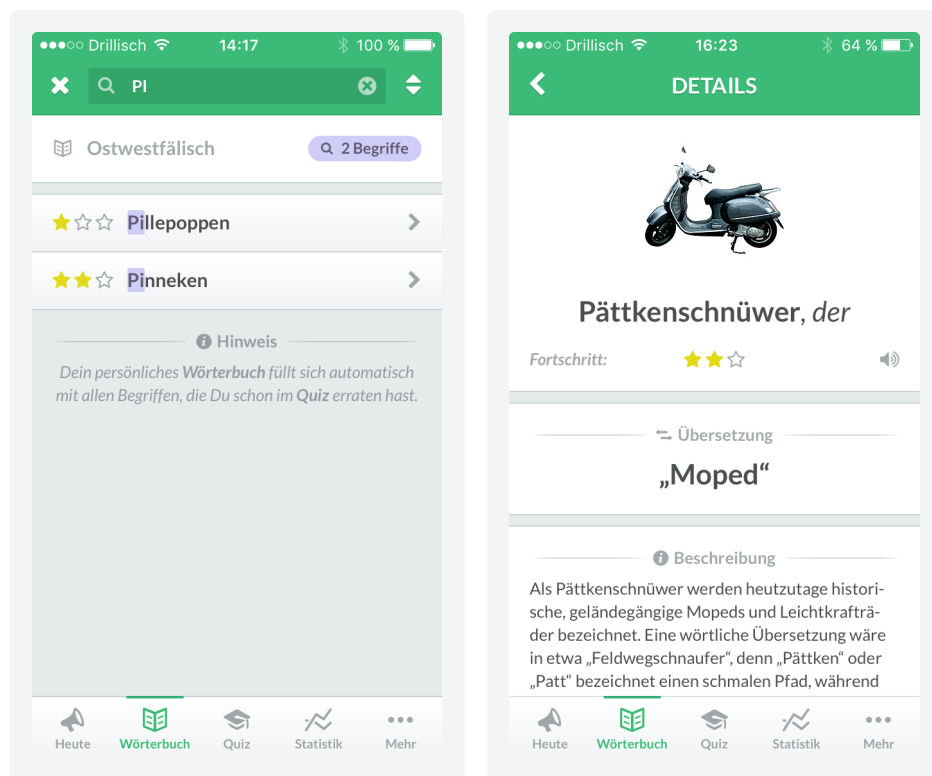 Drillisch 14:17 100 %
PI
Ostwestfälisch 2 Begriffe
Pillepoppen
Pinneken
Hinweis
Dein persönliches Wörterbuch füllt sich automatisch
mit allen Begriffen, die Du schon im Quiz erraten hast.
Heute Wörterbuch Quiz Statistik Mehr
Drillisch 16:23 64 %
DETAILS
Pättkenschnüwer, der
Fortschritt:
Übersetzung
„Moped“
Beschreibung
Als Pättkenschnüwer werden heutzutage histori-
sche, geländegängige Mopeds und Leichtkrafträ-
der bezeichnet. Eine wörtliche Übersetzung wäre
in etwa „Feldwegschnaufer“, denn „Pättken“ oder
„Patt“ bezeichnet einen schmalen Pfad, während
Heute Wörterbuch Quiz Statistik Mehr